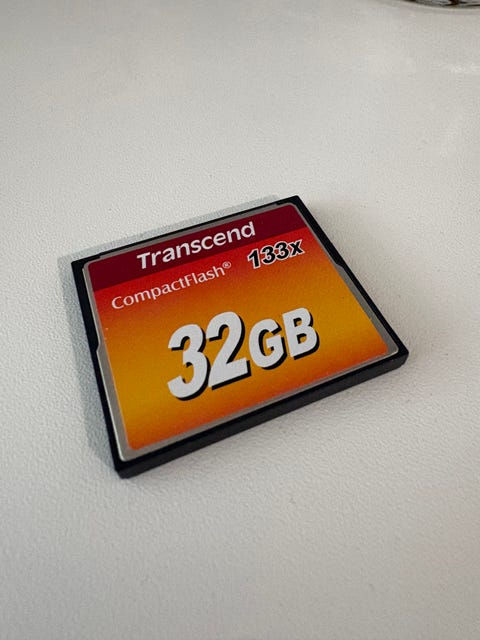 Transcend
133x
CompactFlash®
32GB